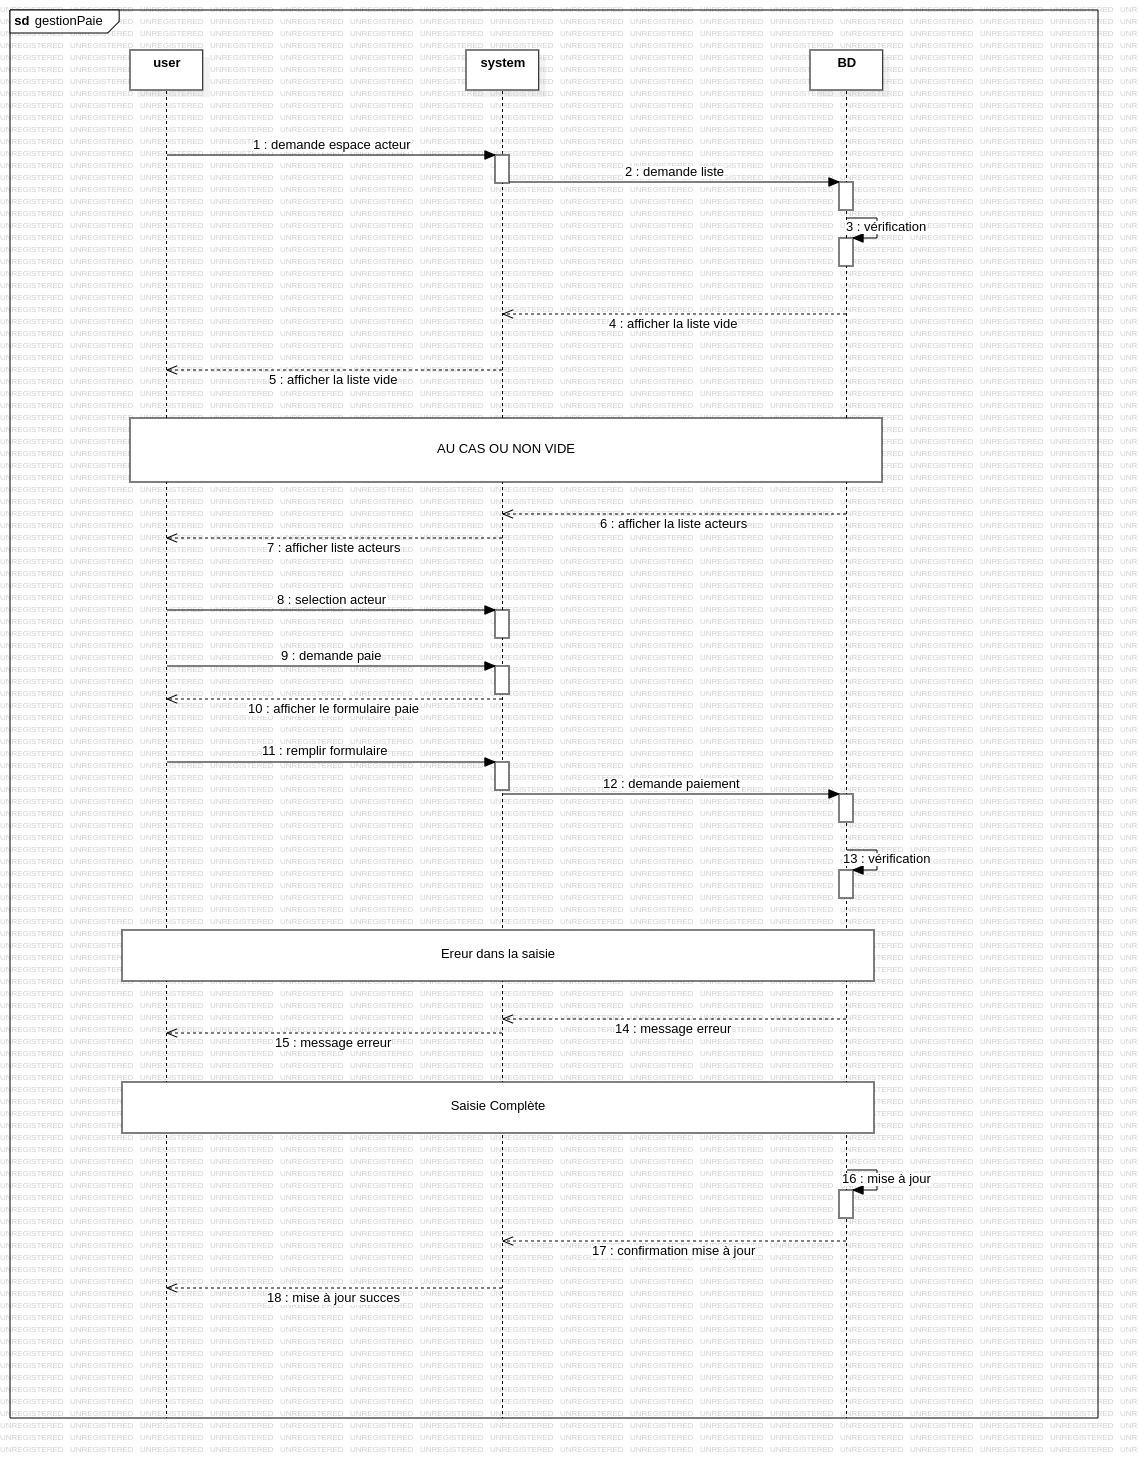 sd gestionPaie
user
system
BD
1 : demande espace acteur
2 : demande liste
3 : vérification
4 : afficher la liste vide
5 : afficher la liste vide
AU CAS OU NON VIDE
6 : afficher la liste acteurs
7 : afficher liste acteurs
8 : selection acteur
9 : demande paie
10 : afficher le formulaire paie
11 : remplir formulaire
12 : demande paiement
13 : vérification
Ereur dans la saisie
14 : message erreur
15 : message erreur
Saisie Complète
16 : mise à jour
17 : confirmation mise à jour
18 : mise à jour succes
UNREGISTERED